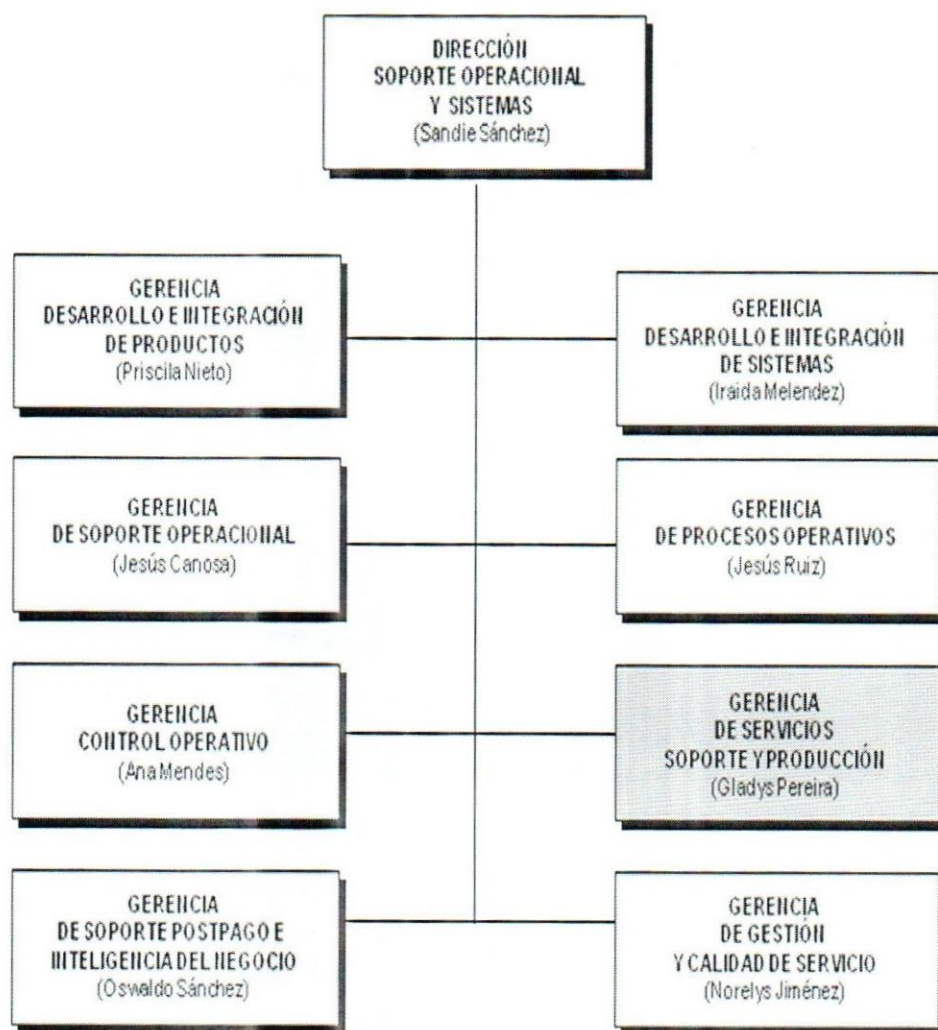 DIRECCIÓN
SOPORTE OPERACIONAL
Y SISTEMAS
(Sandie Sánchez)
GERENCIA
DESARROLLO E INTEGRACIÓN
DE PRODUCTOS
(Priscila Nieto)
GERENCIA
DESARROLLO E INTEGRACIÓN
DE SISTEMAS
(Iraida Melendez)
GERENCIA
DE SOPORTE OPERACIONAL
(Jesús Canosa)
GERENCIA
DE PROCESOS OPERATIVOS
(Jesús Ruiz)
GERENCIA
CONTROL OPERATIVO
(Ana Mendes)
GERENCIA
DE SERVICIOS
SOPORTE Y PRODUCCIÓN
(Gladys Pereira)
GERENCIA
DE SOPORTE POSTPAGO E
INTELIGENCIA DEL NEGOCIO
(Oswaldo Sánchez)
GERENCIA
DE GESTIÓN
Y CALIDAD DE SERVICIO
(Norelys Jiménez)